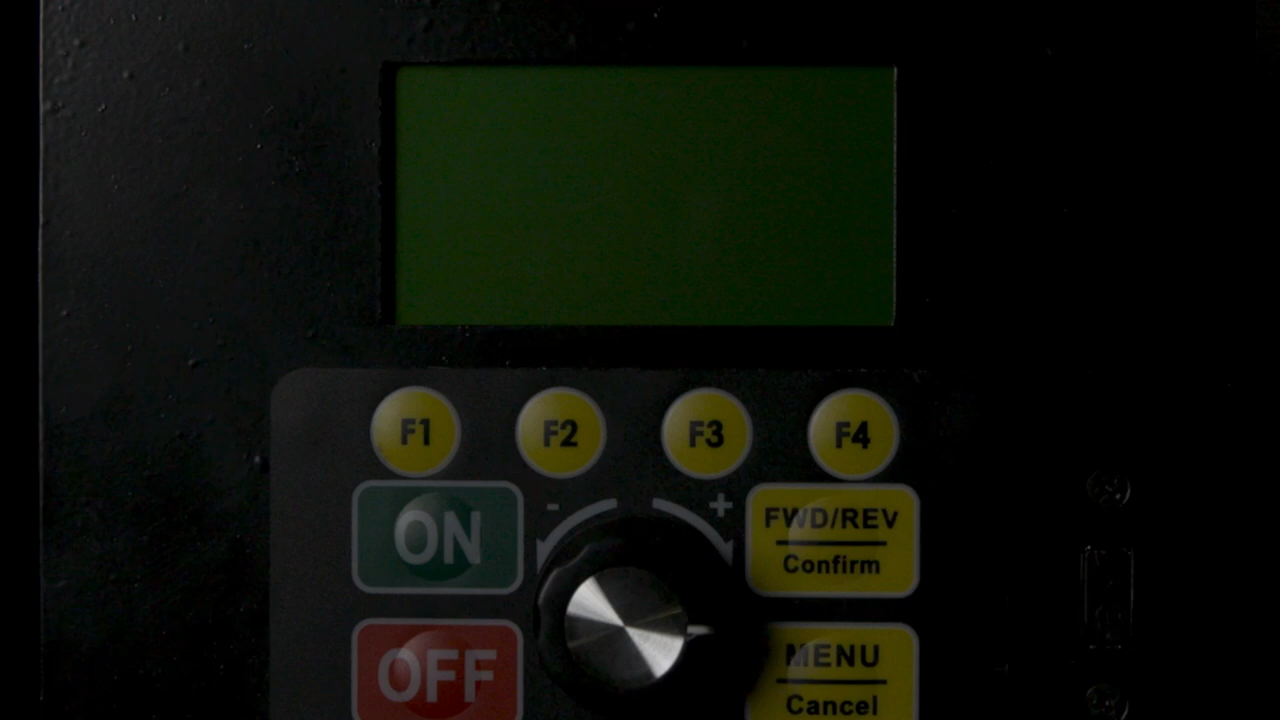 F1 F2 F3 F4
ON
- +
FWD/REV
Confirm
OFF
MENU
Cancel